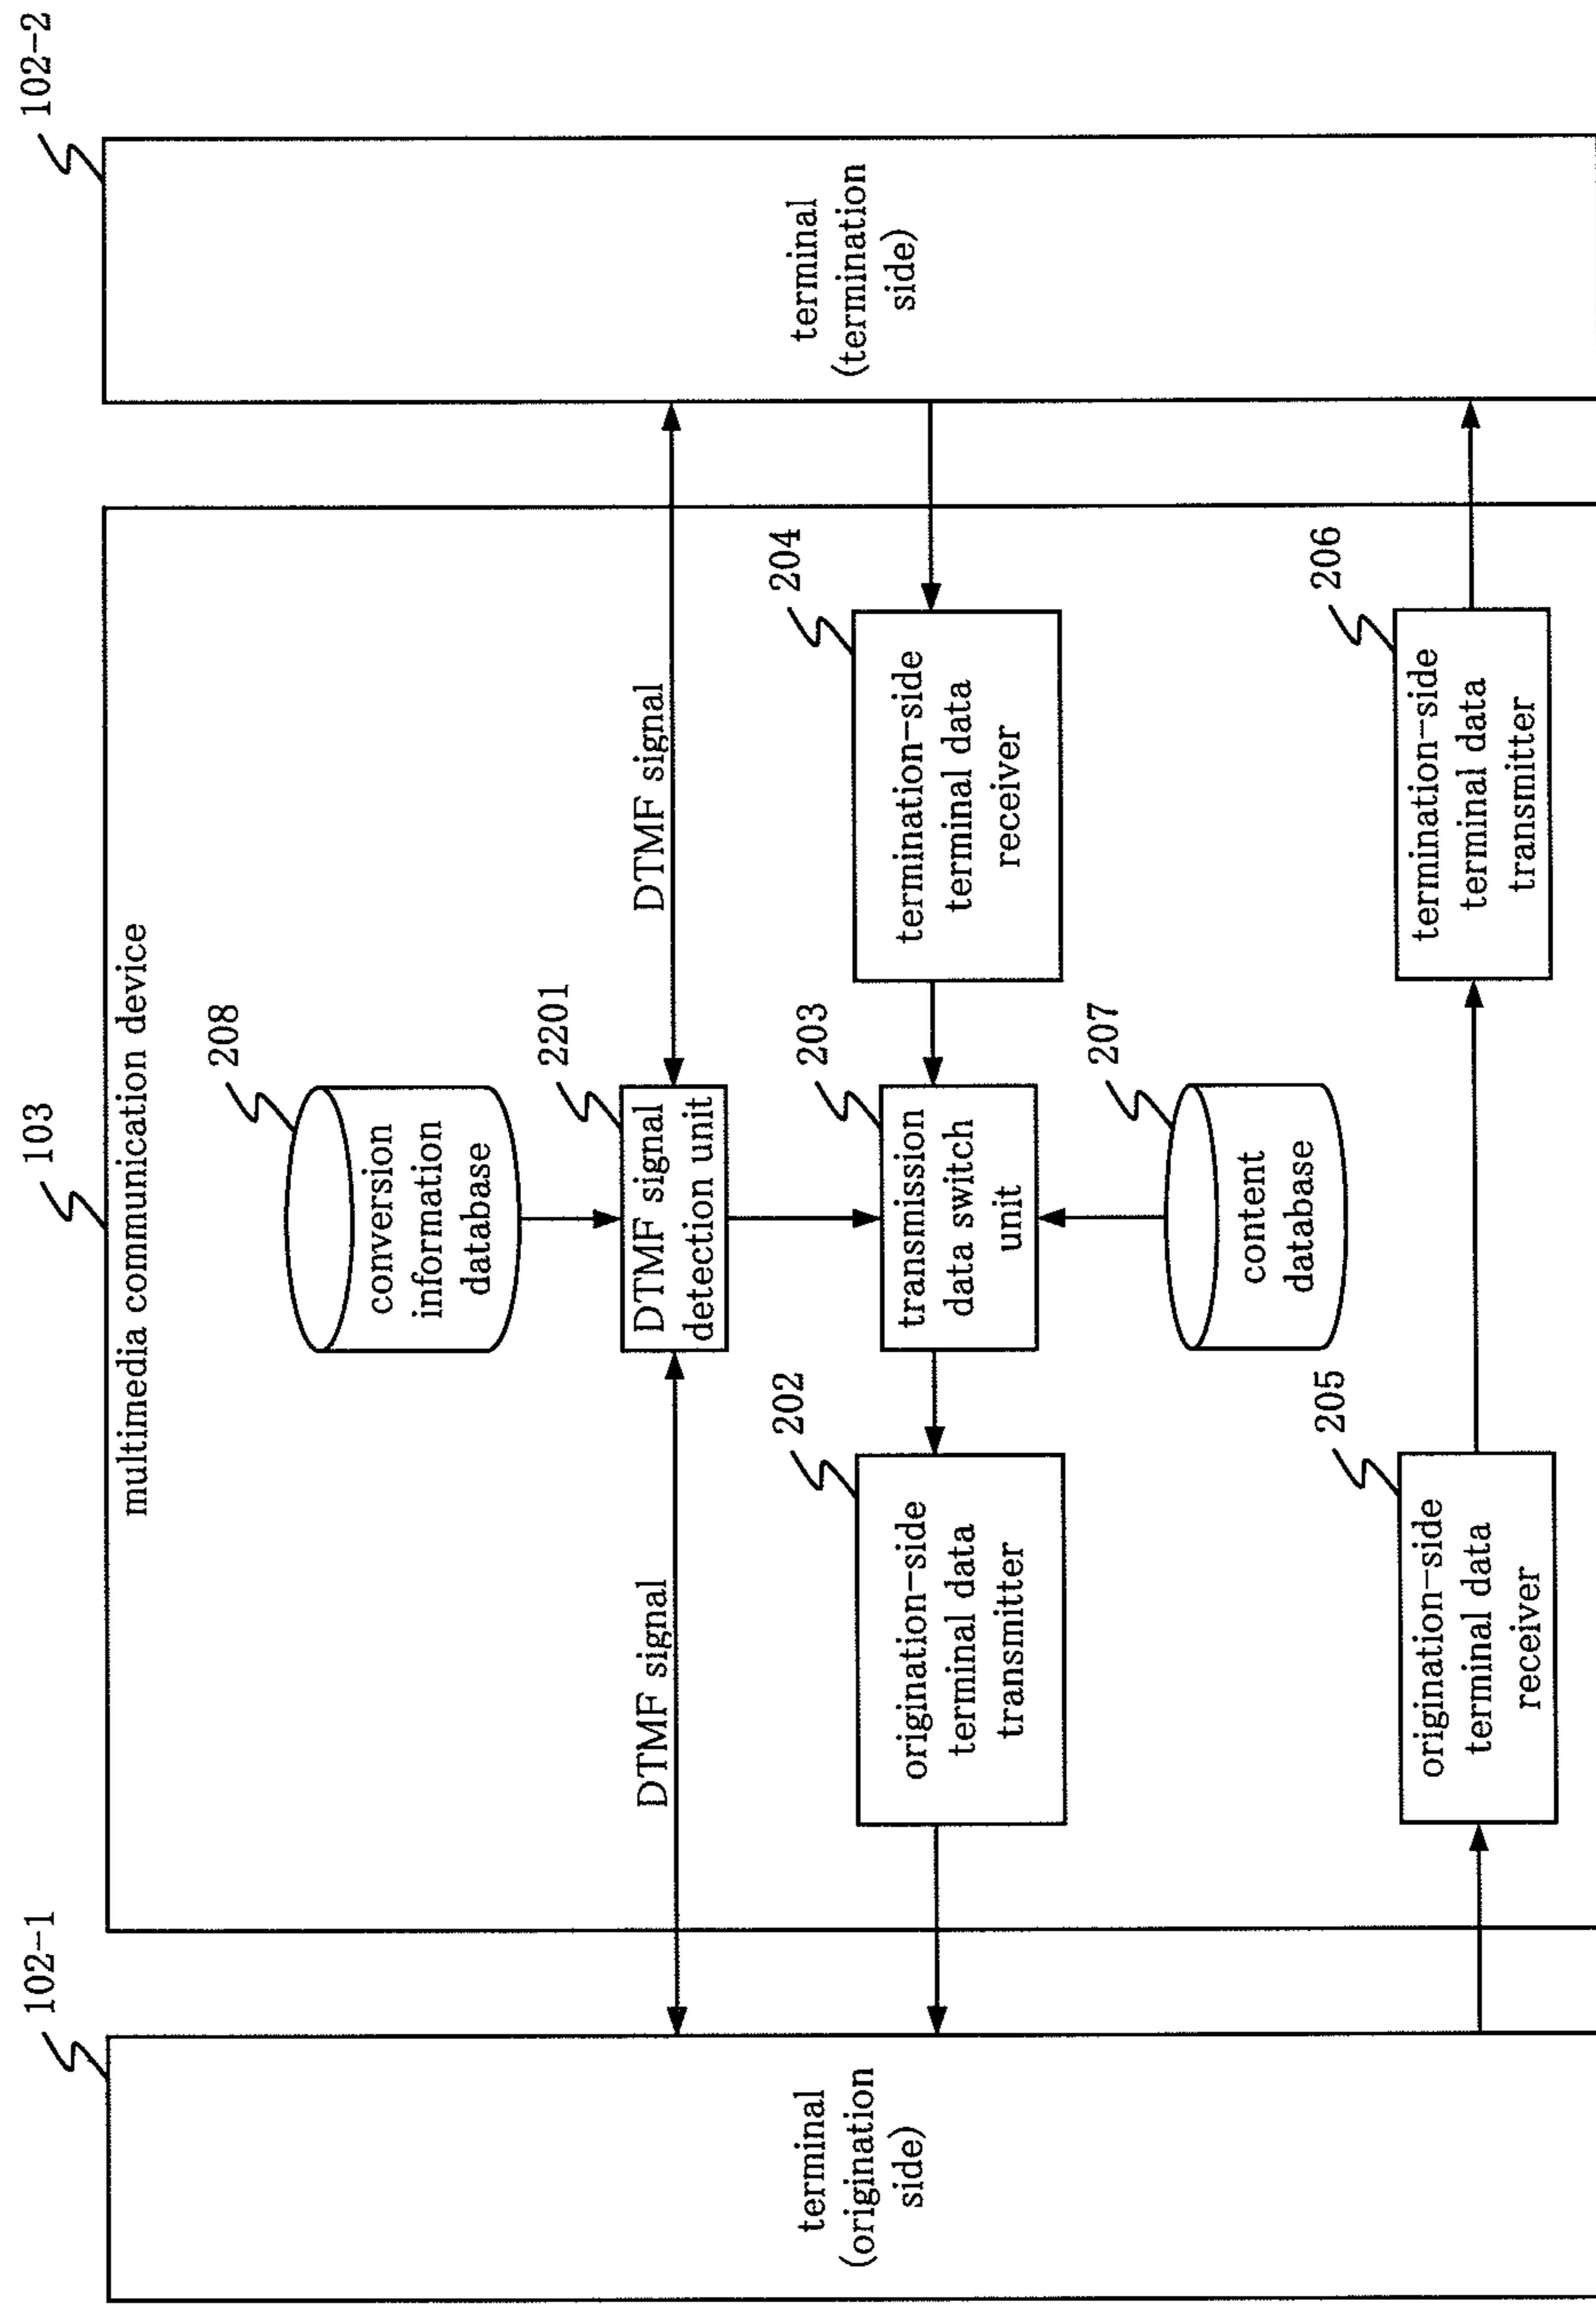 102-1
103
102-2
multimedia communication device
208
conversion
information
database
DTMF signal
2201
DTMF signal
detection unit
DTMF signal
terminal
(origination
side)
202
origination-side
terminal data
transmitter
203
transmission
data switch
unit
204
termination-side
terminal data
receiver
terminal
(termination
side)
207
content
database
205
origination-side
terminal data
receiver
206
termination-side
terminal data
transmitter